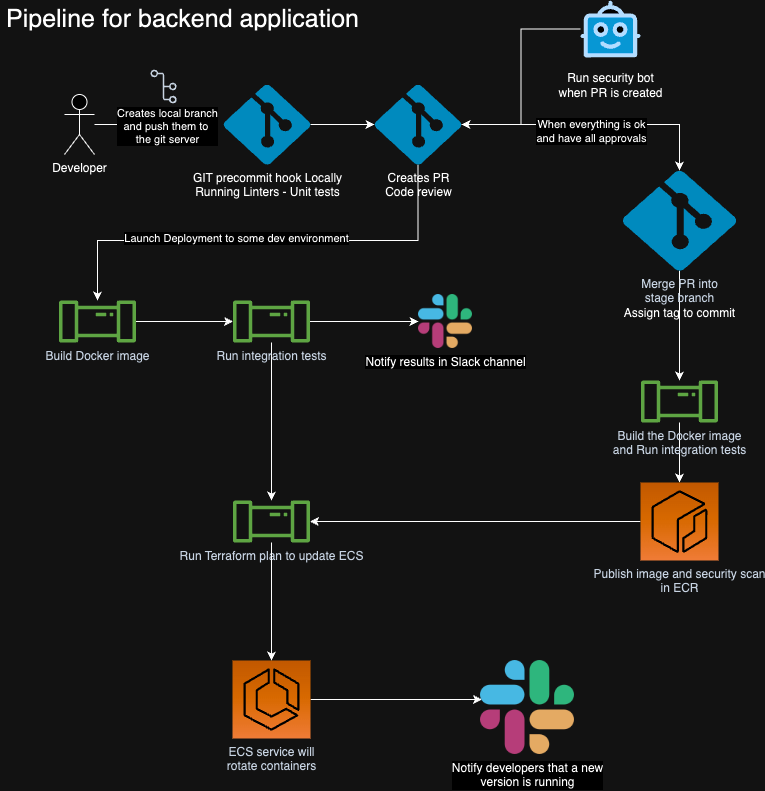 Pipeline for backend application
Run security bot
when PR is created
Creates local branch
and push them to
the git server
When everything is ok
and have all approvals
Developer
GIT precommit hook Locally
Running Linters - Unit tests
Creates PR
Code review
Launch Deployment to some dev environment
Merge PR into
stage branch
Assign tag to commit
Build Docker image
Run integration tests
Notify results in Slack channel
Build the Docker image
and Run integration tests
Run Terraform plan to update ECS
Publish image and security scan
in ECR
ECS service will
rotate containers
Notify developers that a new
version is running